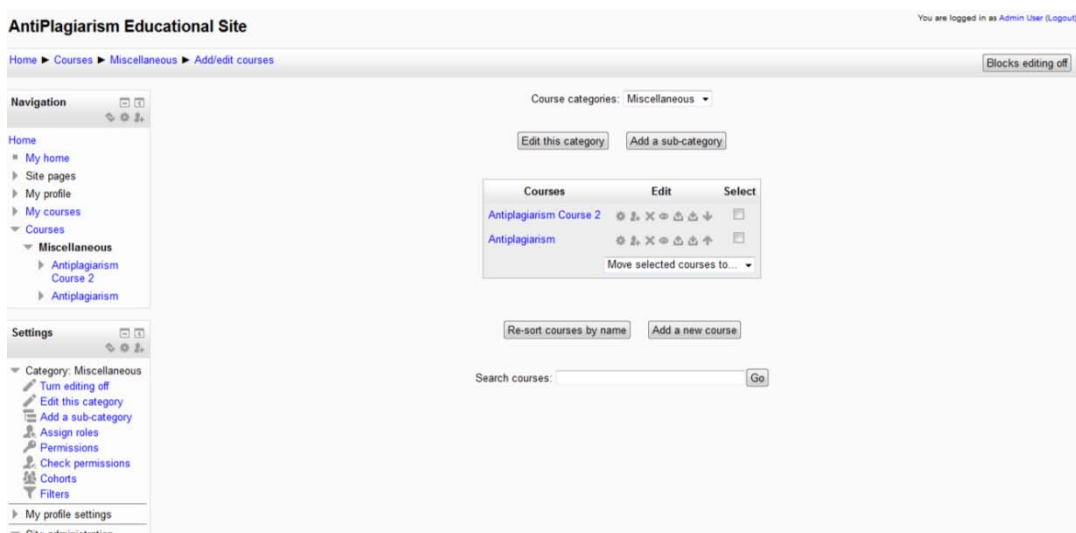 AntiPlagiarism Educational Site
You are logged in as Admin User (Logout)
Home ► Courses ► Miscellaneous ► Add/edit courses
Blocks editing off
Navigation
Home
My home
Site pages
My profile
My courses
Courses
Miscellaneous
Antiplagiarism
Course 2
Antiplagiarism
Settings
Category: Miscellaneous
Turn editing off
Edit this category
Add a sub-category
Assign roles
Permissions
Check permissions
Cohorts
Filters
My profile settings
Site administration
Course categories: Miscellaneous
Edit this category Add a sub-category
Courses Edit Select
Antiplagiarism Course 2
Antiplagiarism
Move selected courses to...
Re-sort courses by name Add a new course
Search courses: Go